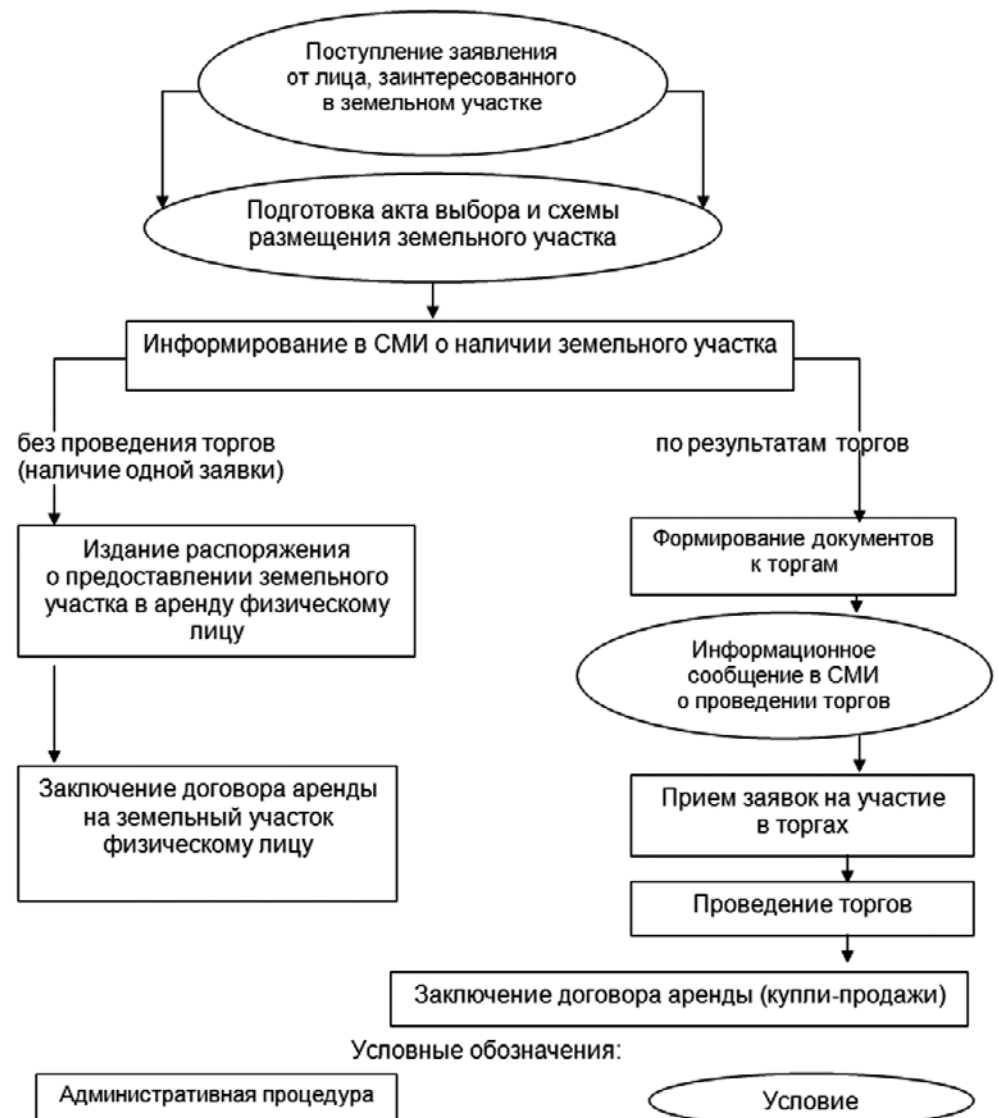 Поступление заявления
от лица, заинтересованного
в земельном участке
Подготовка акта выбора и схемы
размещения земельного участка
Информирование в СМИ о наличии земельного участка
без проведения торгов
(наличие одной заявки)
по результатам торгов
Издание распоряжения
о предоставлении земельного
участка в аренду физическому
лицу
Формирование документов
к торгам
Информационное
сообщение в СМИ
о проведении торгов
Заключение договора аренды
на земельный участок
физическому лицу
Прием заявок на участие
в торгах
Проведение торгов
Заключение договора аренды (купли-продажи)
Условные обозначения:
Административная процедура
Условие